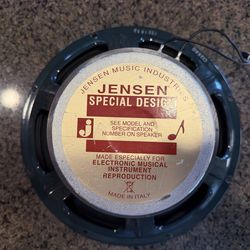 JENSEN MUSIC INDUSTRIES
JENSEN
SPECIAL DESIGN
j
SEE MODEL AND
SPECIFICATION
NUMBER ON SPEAKER
MADE ESPECIALLY FOR
ELECTRONIC MUSICAL
INSTRUMENT
REPRODUCTION
MADE IN ITALY